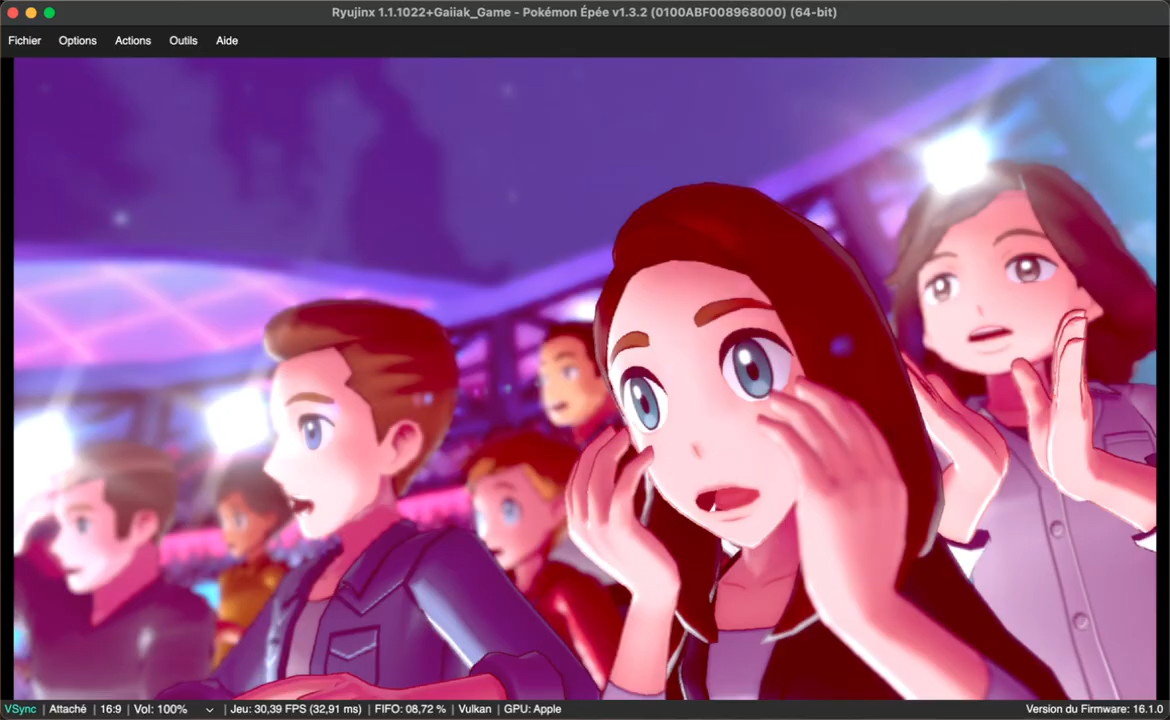 Ryujinx 1.1.1022+Gaiiak_Game - Pokémon Épée v1.3.2 (0100ABF008968000) (64-bit)
Fichier Options Actions Outils Aide
VSync | Attaché | 16:9 | Vol: 100% | Jeu: 30,39 FPS (32,91 ms) | FIFO: 08,72 % | Vulkan | GPU: Apple Version du Firmware: 16.1.0